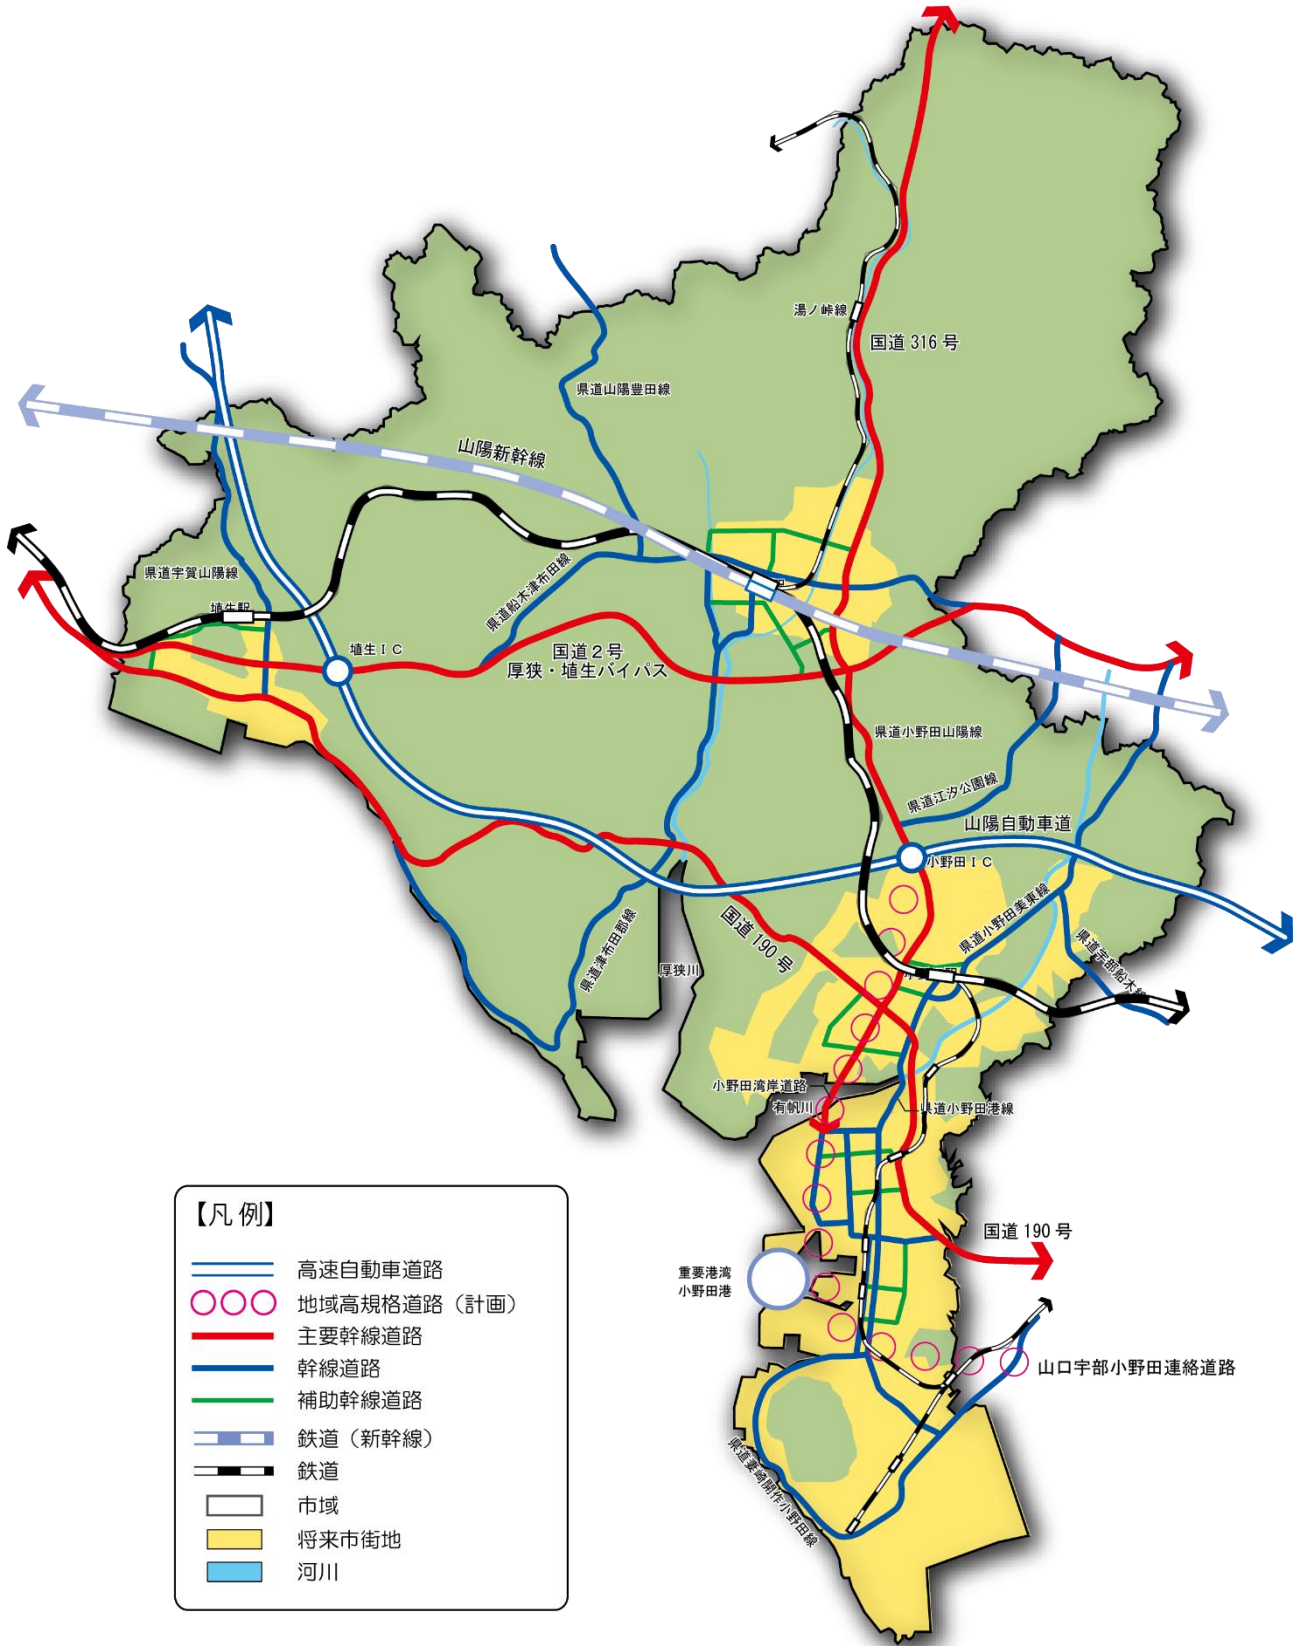 湯ノ峠線
国道 316 号
県道山陽豊田線
山陽新幹線
県道宇賀山陽線
県道船木津布田線
埴生駅
埴生ＩＣ
国道２号
厚狭・埴生バイパス
県道小野田山陽線
県道江汐公園線
山陽自動車道
小野田ＩＣ
県道小野田美東線
国道 190 号
県道津布田郡線
厚狭川
県道宇部船木線
小野田湾岸道路
有帆川
県道小野田港線
国道 190 号
重要港湾
小野田港
山口宇部小野田連絡道路
県道妻崎開作小野田線
【凡例】
高速自動車道路
地域高規格道路（計画）
主要幹線道路
幹線道路
補助幹線道路
鉄道（新幹線）
鉄道
市域
将来市街地
河川